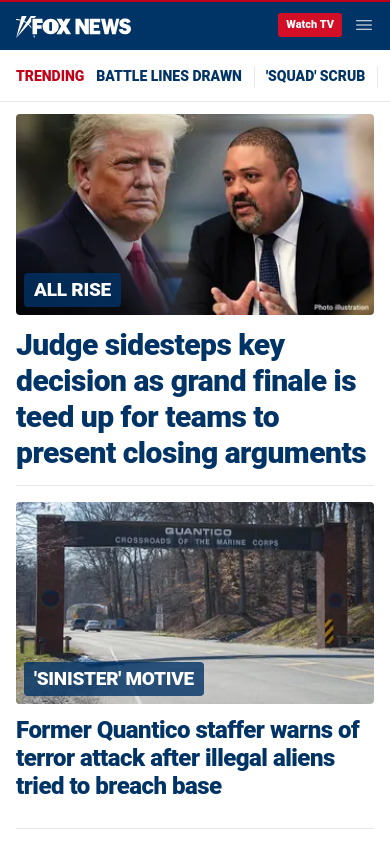 FOX NEWS
Watch TV
TRENDING BATTLE LINES DRAWN 'SQUAD' SCRUB
ALL RISE
Photo illustration
Judge sidesteps key
decision as grand finale is
teed up for teams to
present closing arguments
QUANTICO
CROSSROADS OF THE MARINE CORPS
'SINISTER' MOTIVE
Former Quantico staffer warns of
terror attack after illegal aliens
tried to breach base